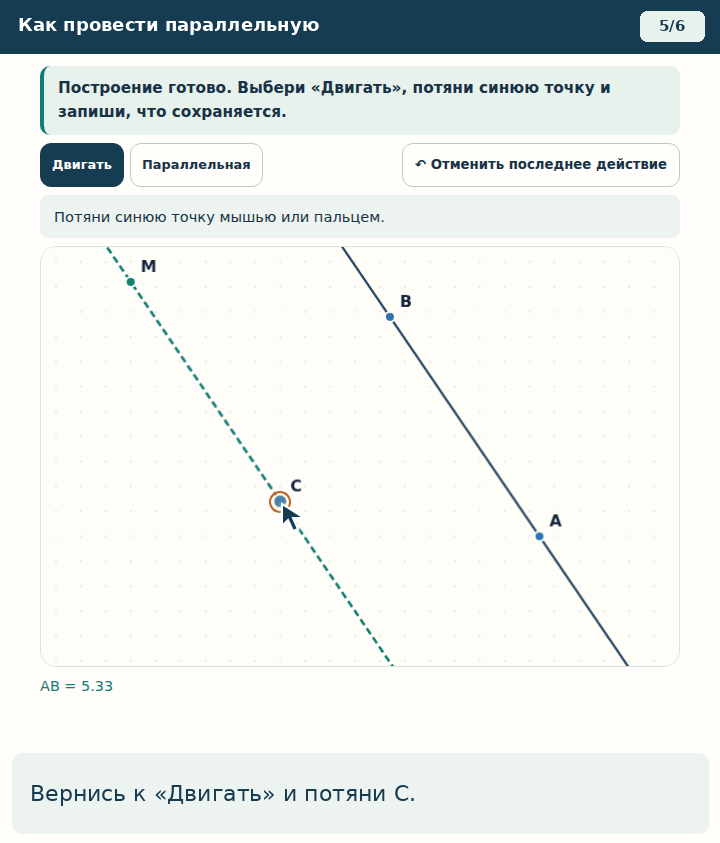 Как провести параллельную
5/6
Построение готово. Выбери «Двигать», потяни синюю точку и
запиши, что сохраняется.
Двигать
Параллельная
↶ Отменить последнее действие
Потяни синюю точку мышью или пальцем.
M
B
C
A
AB = 5.33
Вернись к «Двигать» и потяни C.